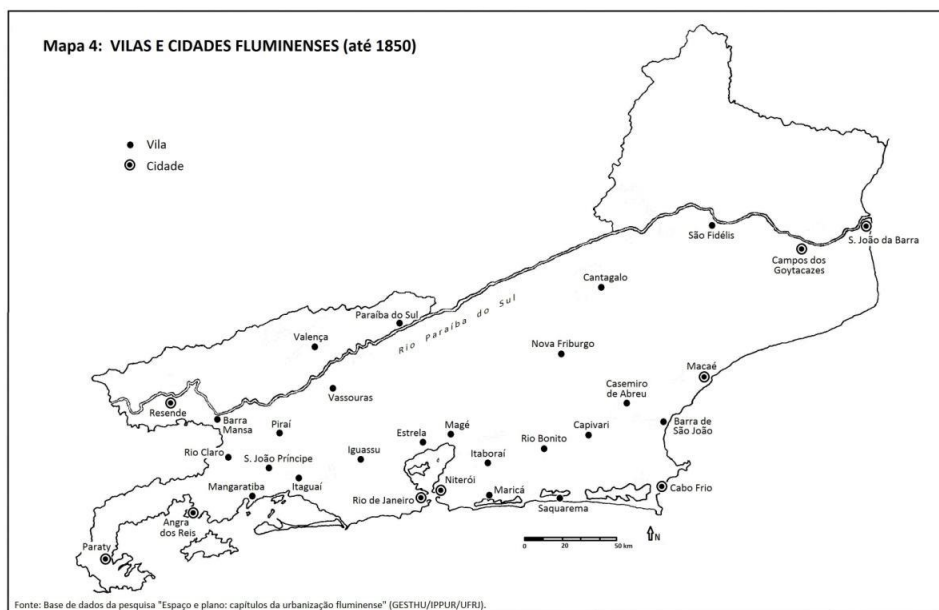 Mapa 4: VILAS E CIDADES FLUMINENSES (até 1850)
Vila
Cidade
São Fidélis
S. João da Barra
Campos dos
Goytacazes
Cantagalo
Paraíba do Sul
Rio Paraíba do Sul
Valença
Nova Friburgo
Macaé
Vassouras
Casemiro
de Abreu
Resende
Barra
Mansa
Piraí
Estrela
Magé
Capivari
Barra de
São João
Rio Bonito
Rio Claro
S. João Príncipe
Iguassu
Itaboraí
Mangaratiba
Itaguaí
Rio de Janeiro
Niterói
Maricá
Saquarema
Cabo Frio
Angra
dos Reis
Paraty
0 20 50 km
N
Fonte: Base de dados da pesquisa "Espaço e plano: capítulos da urbanização fluminense" (GESTHU/IPPUR/UFRJ).